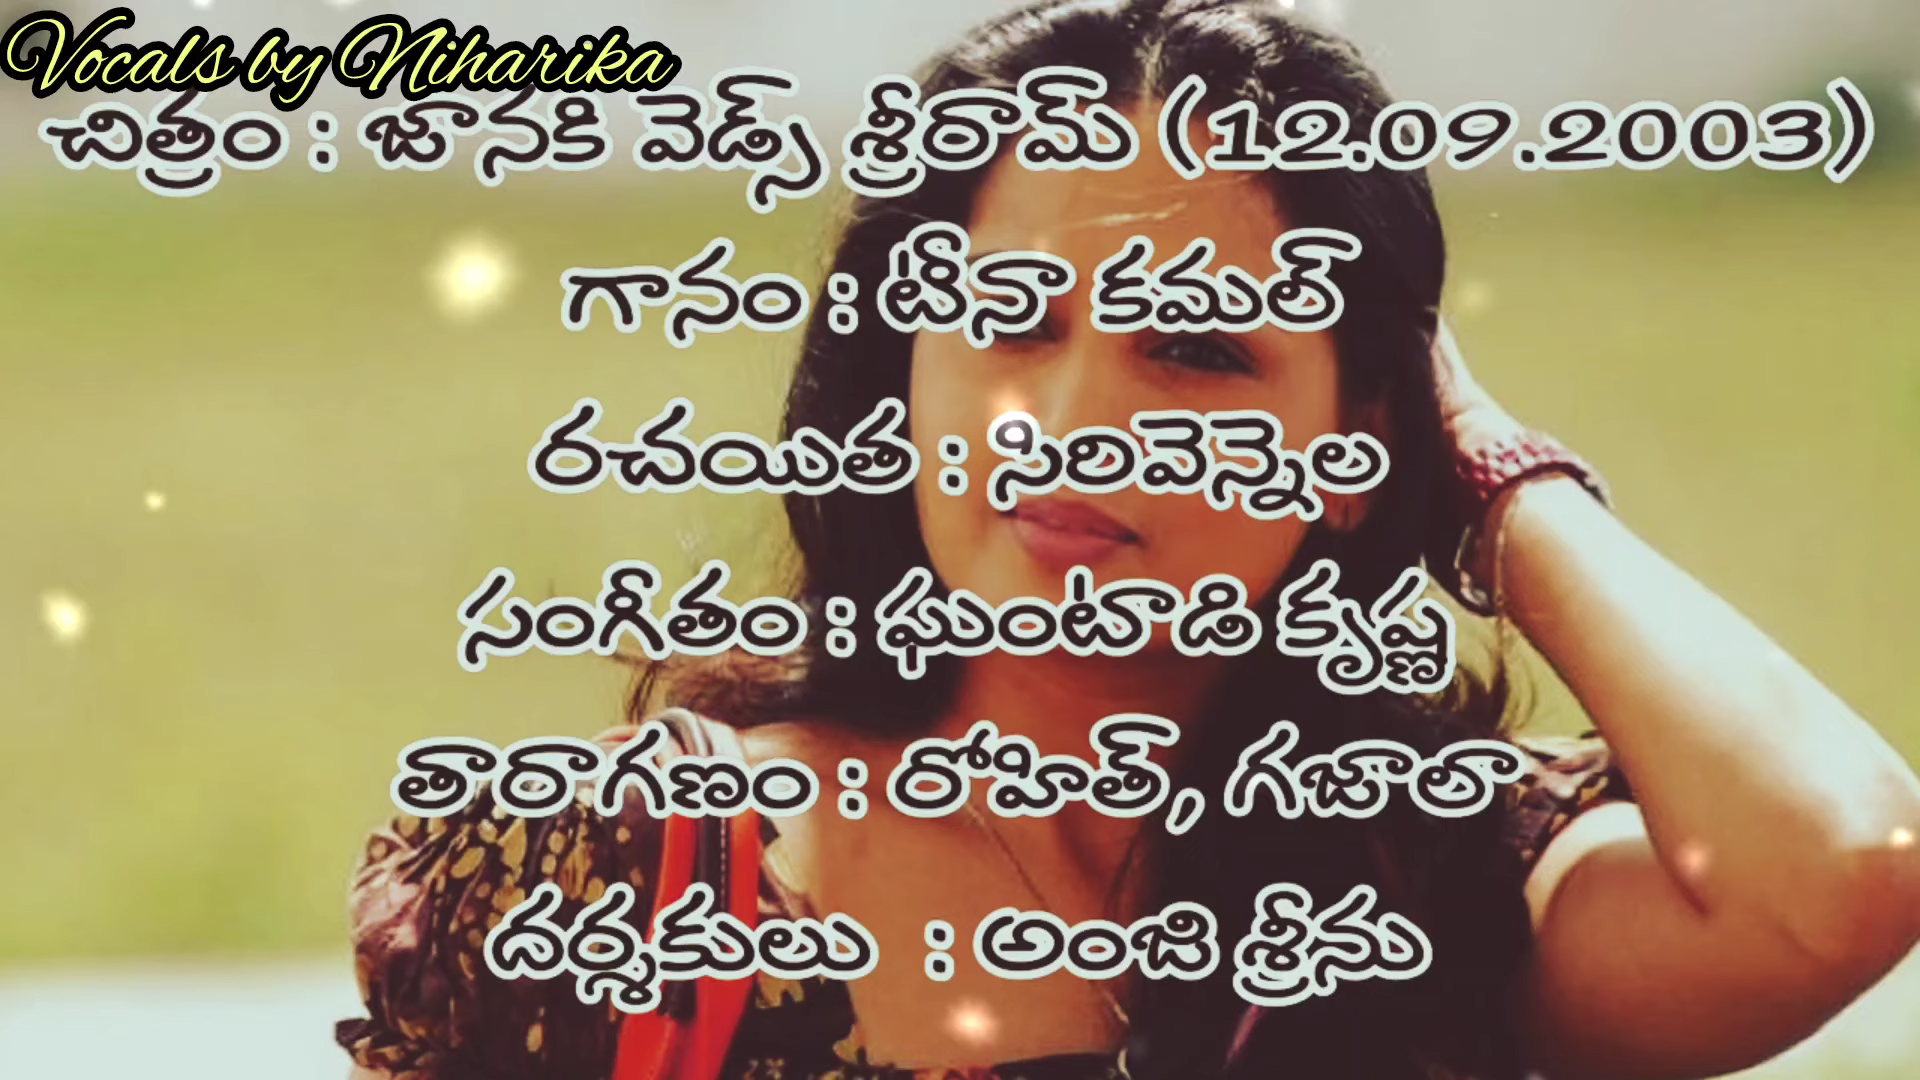 Vocals by Niharika
చిత్రం : జానకి వెడ్స్ శ్రీరామ్ (12.09.2003)
గానం : టీనా కమల్
రచయిత : సిరివెన్నెల
సంగీతం : ఘంటాడి కృష్ణ
తారాగణం : రోహిత్, గజాలా
దర్శకులు : అంజి శ్రీను